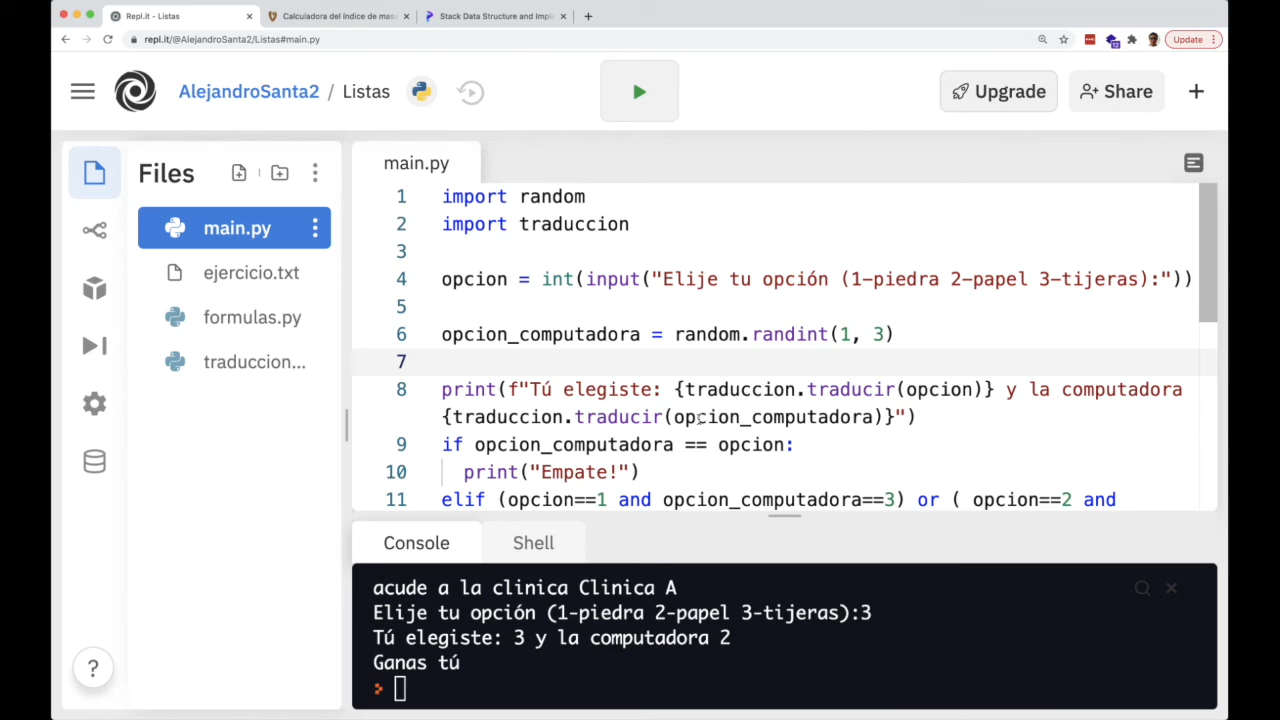 Repl.it - Listas
Calculadora del índice de mas
Stack Data Structure and Imple
repl.it/@AlejandroSanta2/Listas#main.py
12
Update
AlejandroSanta2 / Listas
Upgrade
Share
Files
main.py
ejercicio.txt
formulas.py
traduccion...
main.py
1 import random
2 import traduccion
3
4 opcion = int(input("Elije tu opción (1-piedra 2-papel 3-tijeras):"))
5
6 opcion_computadora = random.randint(1, 3)
7
8 print(f"Tú elegiste: {traduccion.traducir(opcion)} y la computadora
{traduccion.traducir(opcion_computadora)}")
9 if opcion_computadora == opcion:
10 print("Empate!")
11 elif (opcion==1 and opcion_computadora==3) or ( opcion==2 and
Console
Shell
acude a la clinica Clinica A
Elije tu opción (1-piedra 2-papel 3-tijeras):3
Tú elegiste: 3 y la computadora 2
Ganas tú
>
?